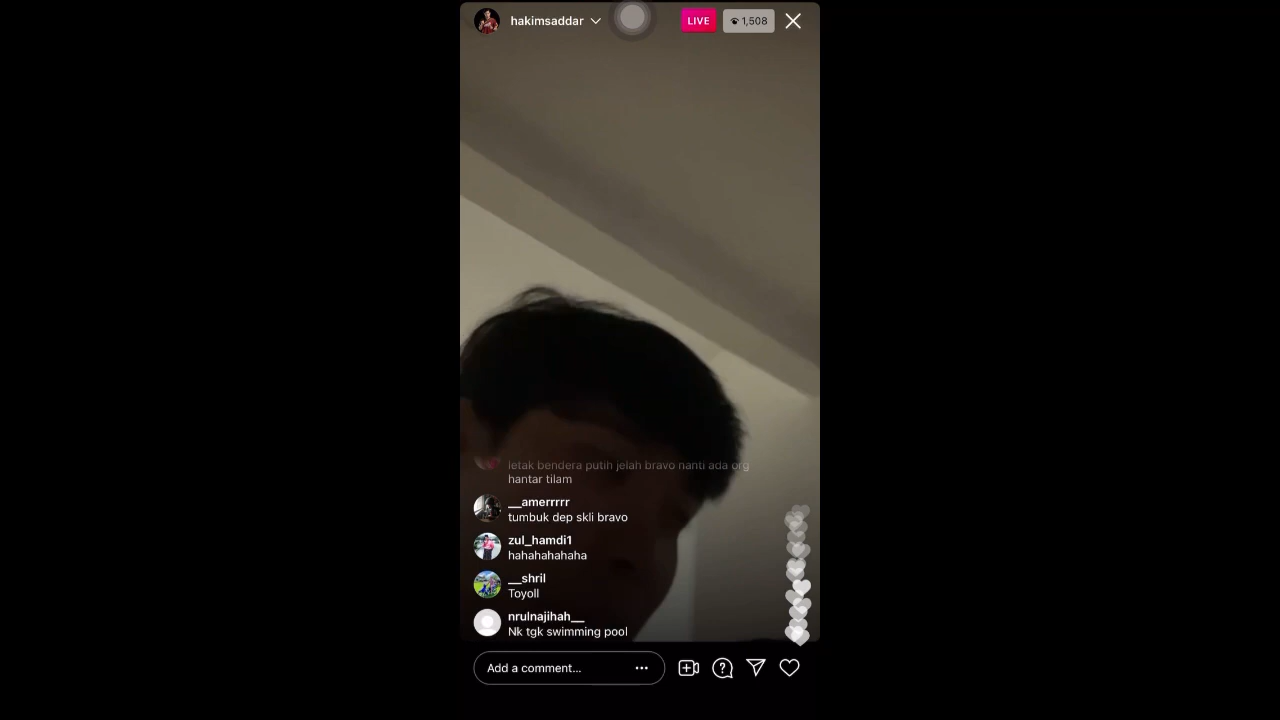 hakimsaddar
LIVE
1,508
letak bendera putih jelah bravo nanti ada org
hantar tilam
__amerrrrr
tumbuk dep skli bravo
zul_hamdi1
hahahahahaha
__shril
Toyoll
nrulnajihah__
Nk tgk swimming pool
Add a comment...